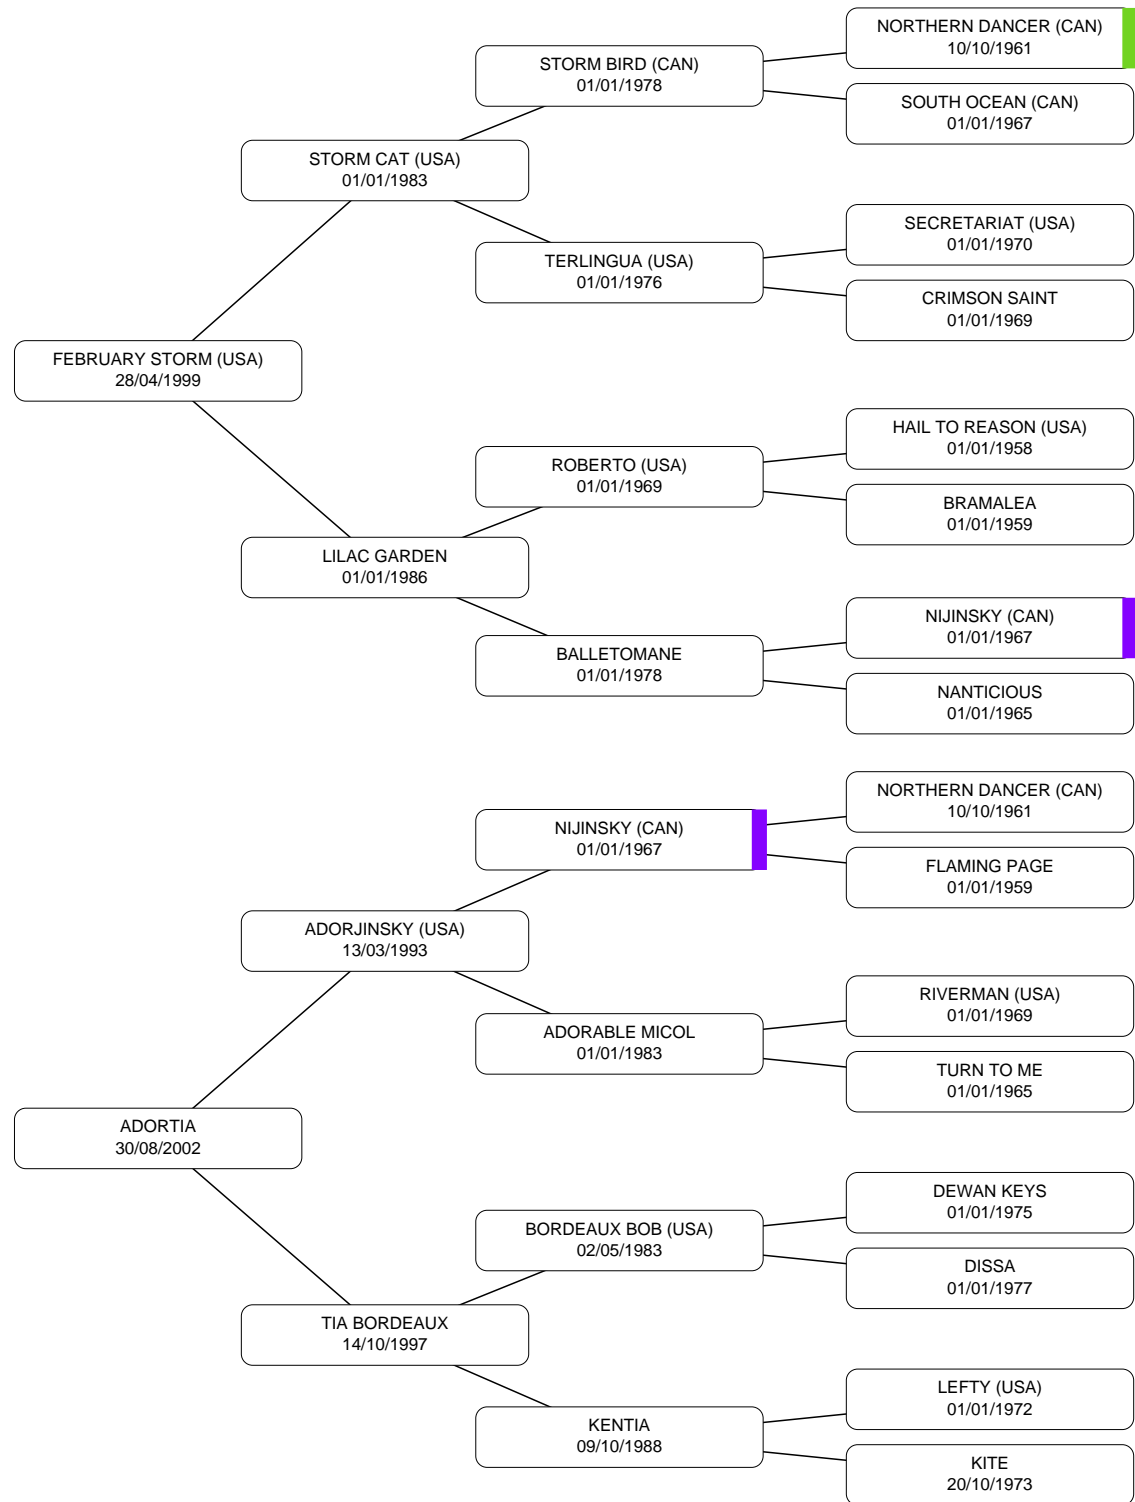 NORTHERN DANCER (CAN)
10/10/1961
STORM BIRD (CAN)
01/01/1978
SOUTH OCEAN (CAN)
01/01/1967
STORM CAT (USA)
01/01/1983
SECRETARIAT (USA)
01/01/1970
TERLINGUA (USA)
01/01/1976
CRIMSON SAINT
01/01/1969
FEBRUARY STORM (USA)
28/04/1999
HAIL TO REASON (USA)
01/01/1958
ROBERTO (USA)
01/01/1969
BRAMALEA
01/01/1959
LILAC GARDEN
01/01/1986
NIJINSKY (CAN)
01/01/1967
BALLETOMANE
01/01/1978
NANTICIOUS
01/01/1965
NORTHERN DANCER (CAN)
10/10/1961
NIJINSKY (CAN)
01/01/1967
FLAMING PAGE
01/01/1959
ADORJINSKY (USA)
13/03/1993
RIVERMAN (USA)
01/01/1969
ADORABLE MICOL
01/01/1983
TURN TO ME
01/01/1965
ADORTIA
30/08/2002
DEWAN KEYS
01/01/1975
BORDEAUX BOB (USA)
02/05/1983
DISSA
01/01/1977
TIA BORDEAUX
14/10/1997
LEFTY (USA)
01/01/1972
KENTIA
09/10/1988
KITE
20/10/1973